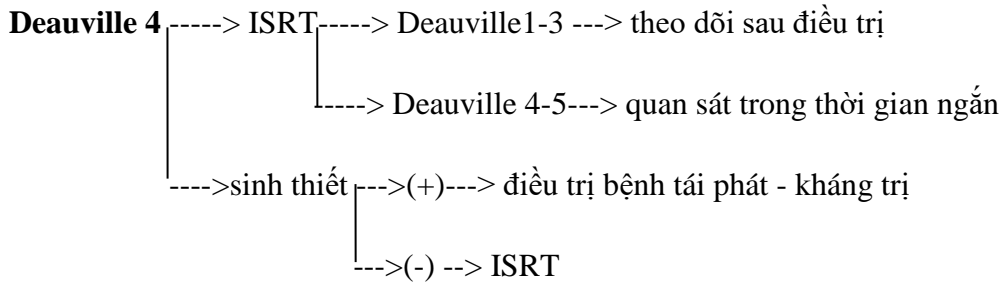 Deauville 4 -----> ISRT -----> Deauville1-3 ---> theo dõi sau điều trị
-----> Deauville 4-5---> quan sát trong thời gian ngắn
---->sinh thiết --->(+)---> điều trị bệnh tái phát - kháng trị
--->(-) --> ISRT